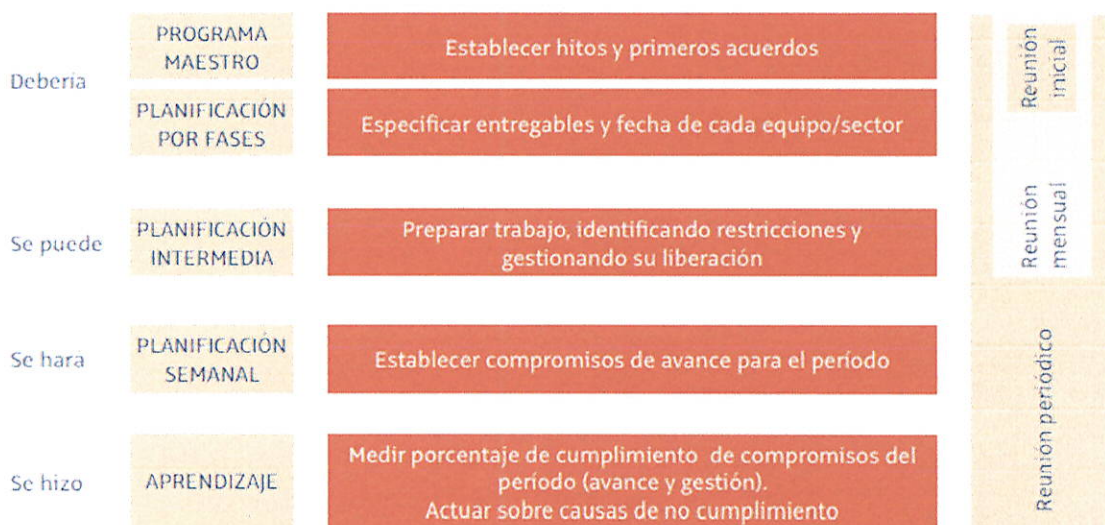 Debería
PROGRAMA
MAESTRO
Establecer hitos y primeros acuerdos
PLANIFICACIÓN
POR FASES
Especificar entregables y fecha de cada equipo/sector
Se puede
PLANIFICACIÓN
INTERMEDIA
Preparar trabajo, identificando restricciones y
gestionando su liberación
Se hará
PLANIFICACIÓN
SEMANAL
Establecer compromisos de avance para el período
Se hizo
APRENDIZAJE
Medir porcentaje de cumplimiento de compromisos del
período (avance y gestión).
Actuar sobre causas de no cumplimiento
Reunión
inicial
Reunión
mensual
Reunión periódico